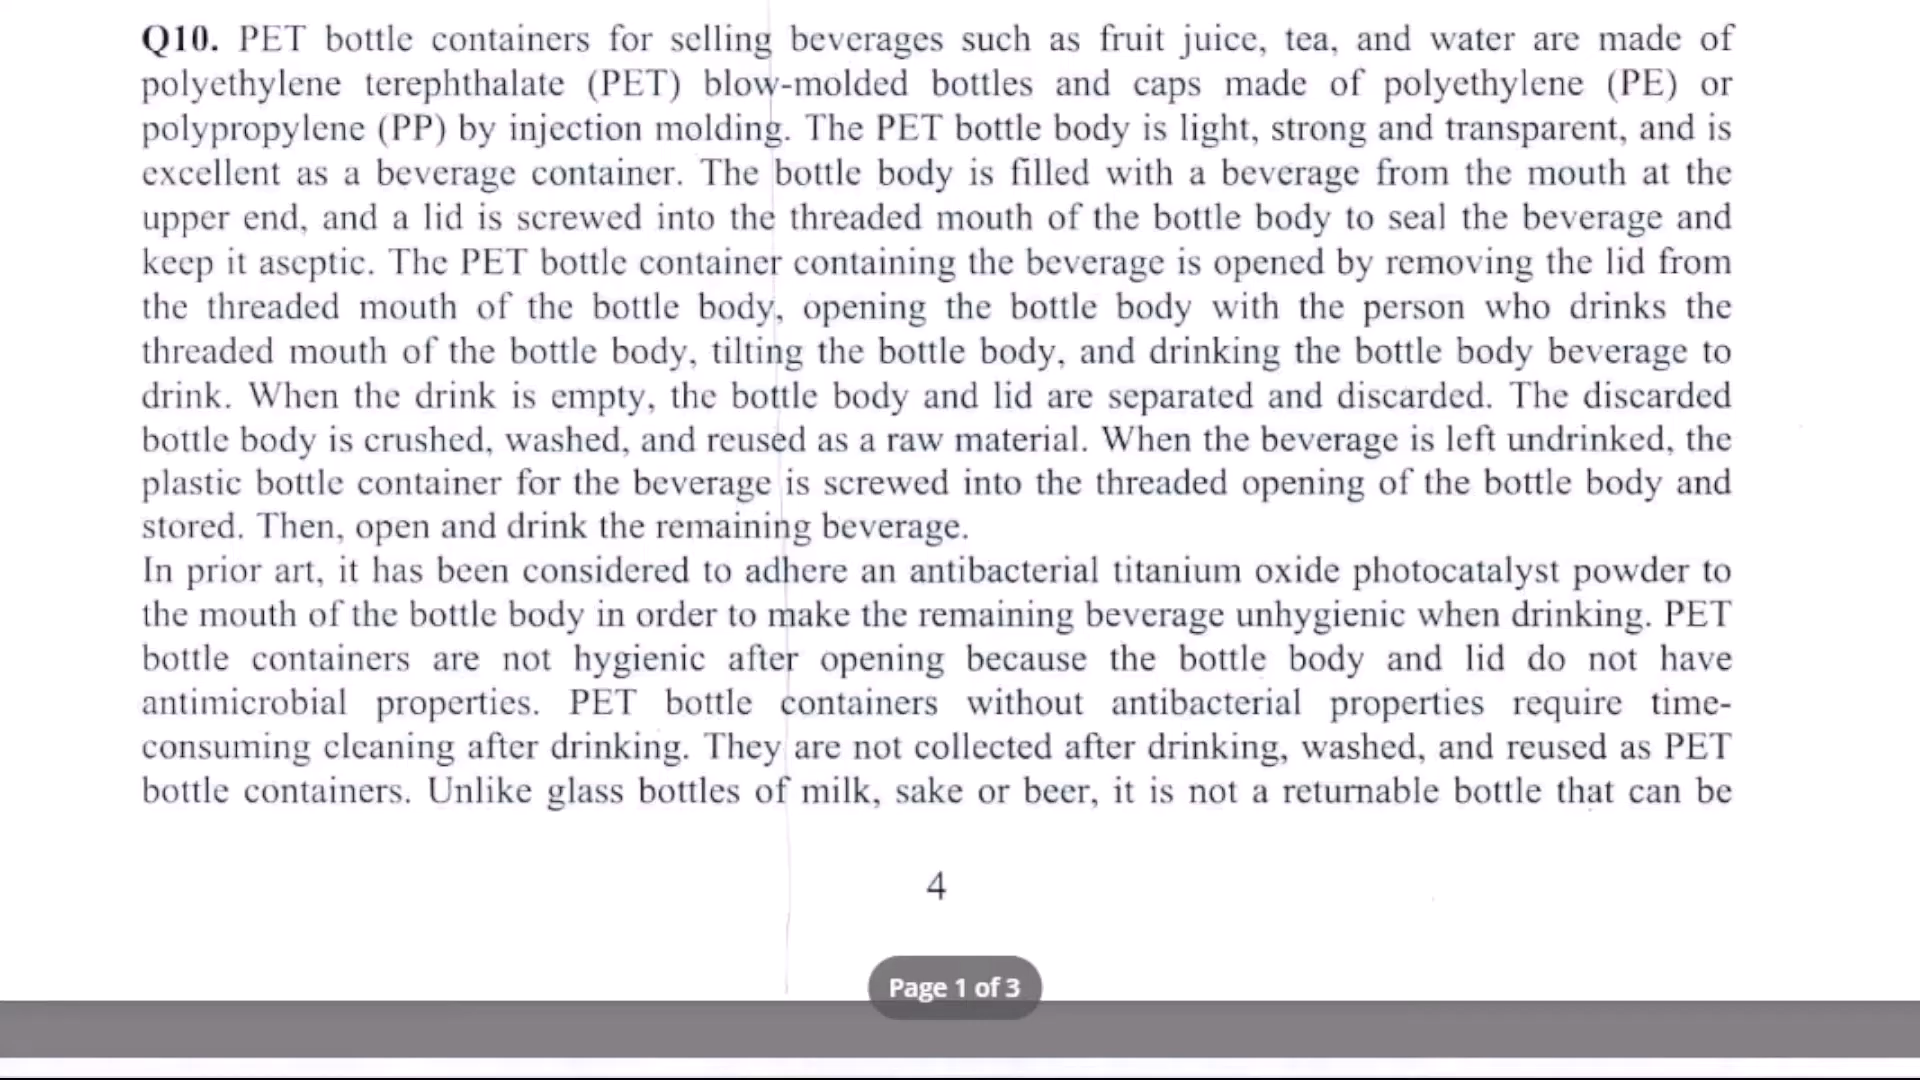 Q10. PET bottle containers for selling beverages such as fruit juice, tea, and water are made of
polyethylene terephthalate (PET) blow-molded bottles and caps made of polyethylene (PE) or
polypropylene (PP) by injection molding. The PET bottle body is light, strong and transparent, and is
excellent as a beverage container. The bottle body is filled with a beverage from the mouth at the
upper end, and a lid is screwed into the threaded mouth of the bottle body to seal the beverage and
keep it aseptic. The PET bottle container containing the beverage is opened by removing the lid from
the threaded mouth of the bottle body, opening the bottle body with the person who drinks the
threaded mouth of the bottle body, tilting the bottle body, and drinking the bottle body beverage to
drink. When the drink is empty, the bottle body and lid are separated and discarded. The discarded
bottle body is crushed, washed, and reused as a raw material. When the beverage is left undrinked, the
plastic bottle container for the beverage is screwed into the threaded opening of the bottle body and
stored. Then, open and drink the remaining beverage.
In prior art, it has been considered to adhere an antibacterial titanium oxide photocatalyst powder to
the mouth of the bottle body in order to make the remaining beverage unhygienic when drinking. PET
bottle containers are not hygienic after opening because the bottle body and lid do not have
antimicrobial properties. PET bottle containers without antibacterial properties require time-
consuming cleaning after drinking. They are not collected after drinking, washed, and reused as PET
bottle containers. Unlike glass bottles of milk, sake or beer, it is not a returnable bottle that can be
4
Page 1 of 3